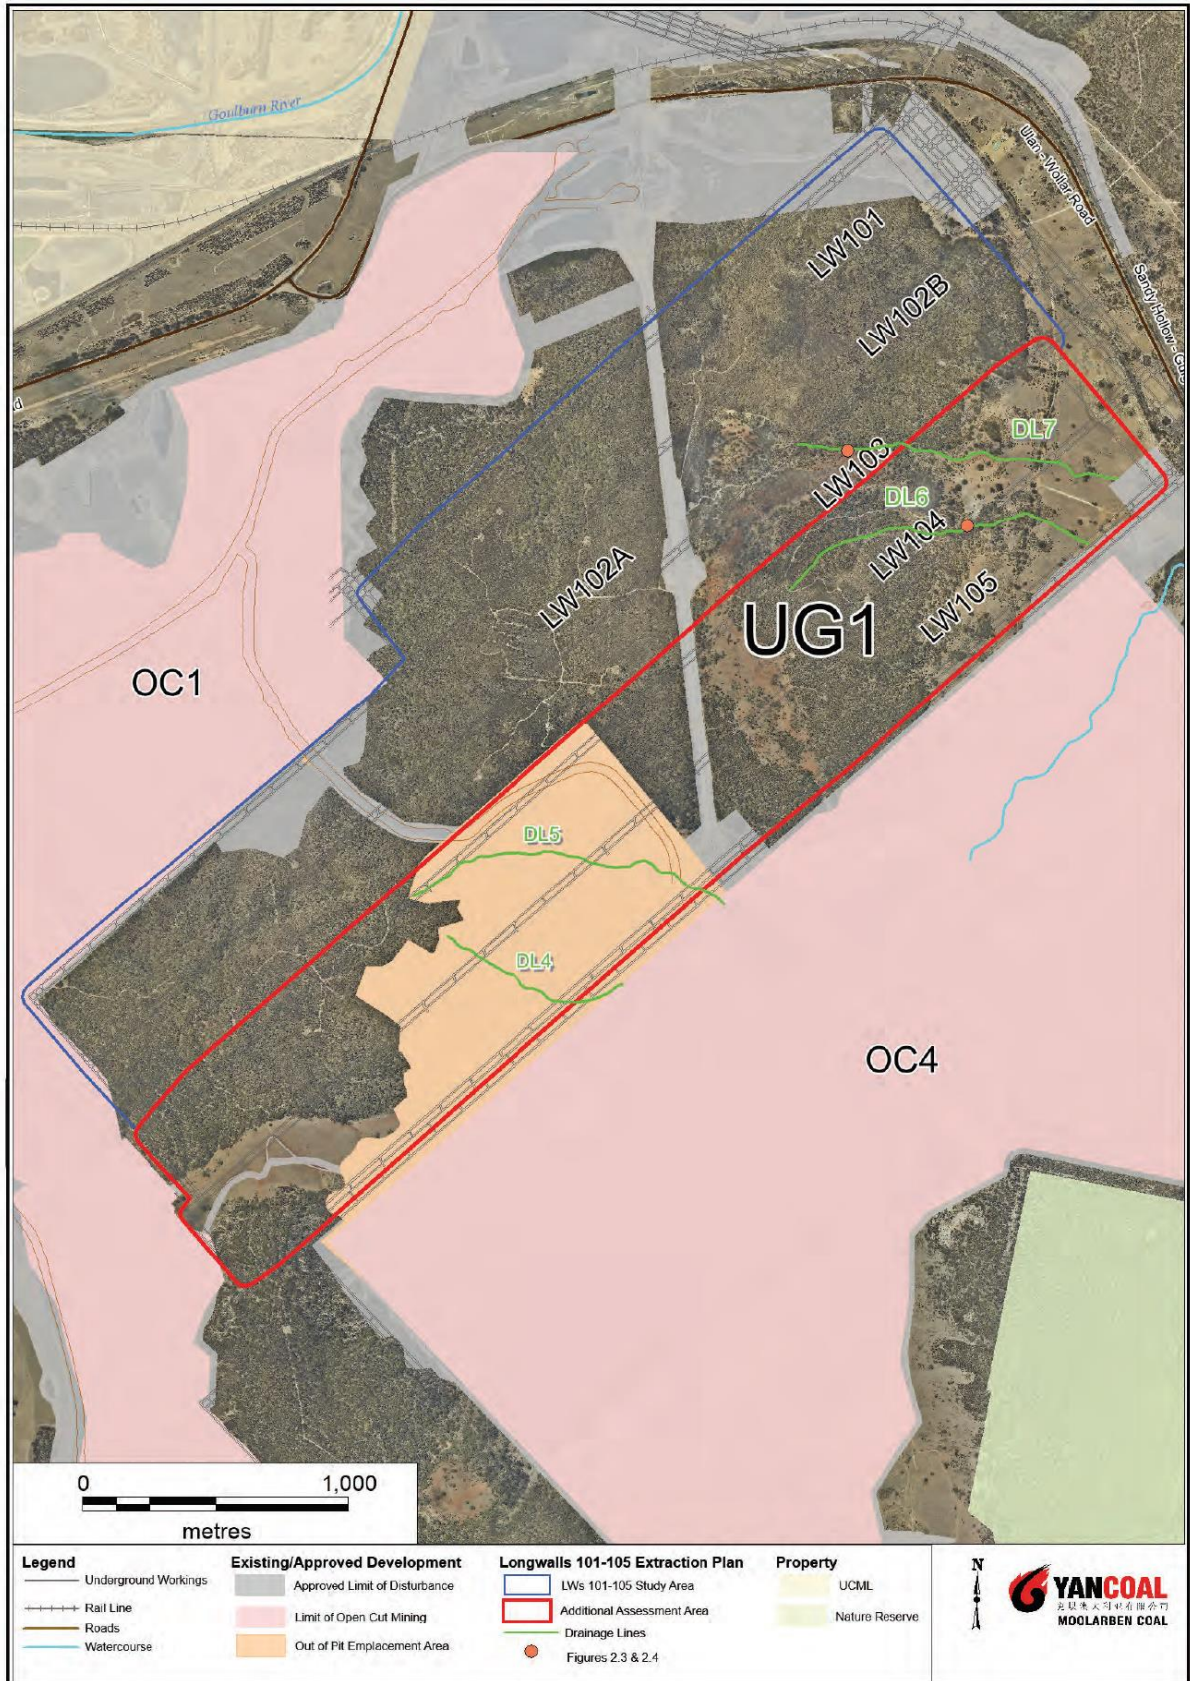 Goulburn River
Ulan - Wollar Road
LW101
Sandy Hollow -
LW102B
DL7
LW103
DL6
LW104
LW102A
LW105
UG1
OC1
DL5
DL4
OC4
0 1,000
metres
Legend
Underground Workings
Rail Line
Roads
Watercourse
Existing/Approved Development
Approved Limit of Disturbance
Limit of Open Cut Mining
Out of Pit Emplacement Area
Longwalls 101-105 Extraction Plan
LWs 101-105 Study Area
Additional Assessment Area
Drainage Lines
Figures 2.3 & 2.4
Property
UCML
Nature Reserve
N
YANCOAL
MOOLARBEN COAL